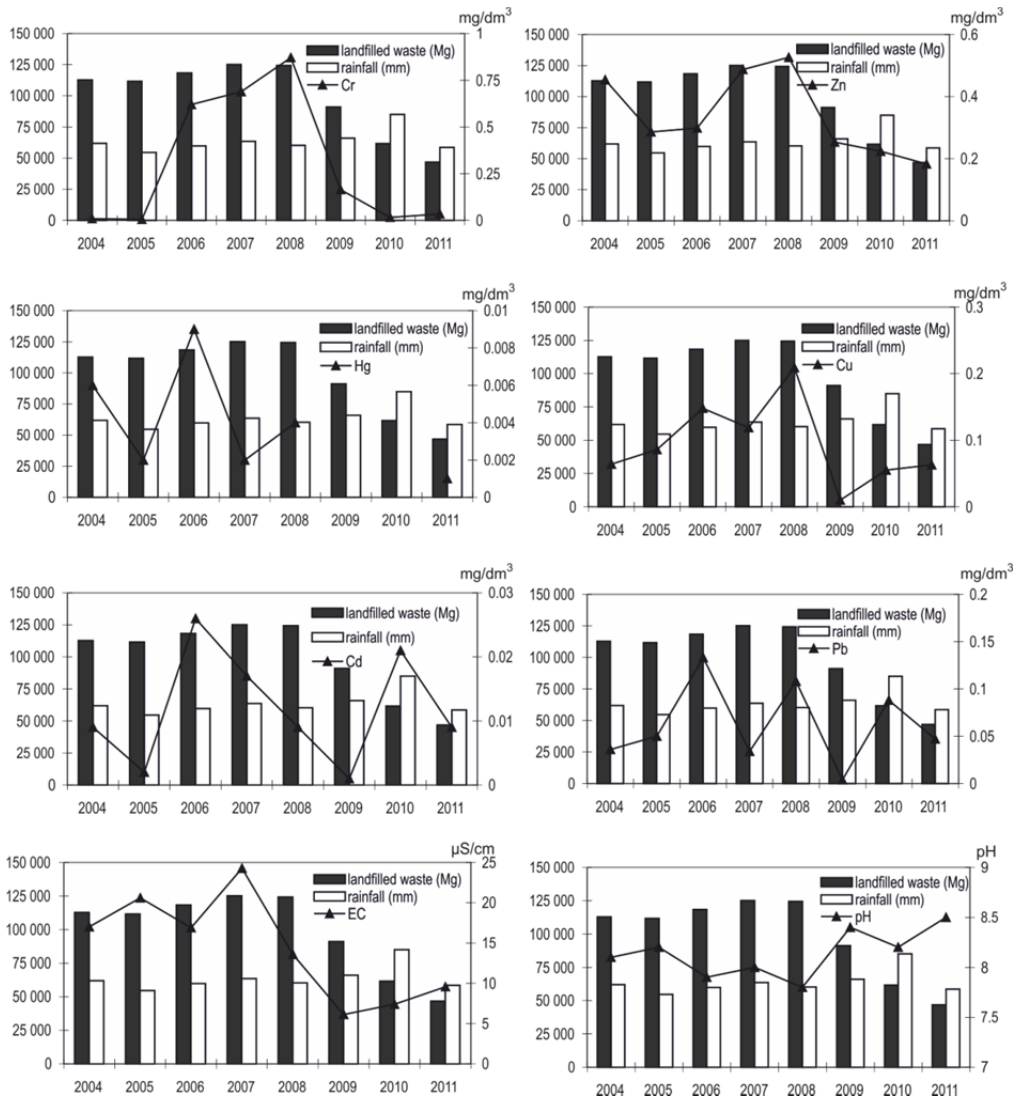 mg/dm³
150 000
125 000
100 000
75 000
50 000
25 000
0
landfilled waste (Mg)
rainfall (mm)
Cr
1
0.75
0.5
0.25
0
2004 2005 2006 2007 2008 2009 2010 2011
mg/dm³
150 000
125 000
100 000
75 000
50 000
25 000
0
landfilled waste (Mg)
rainfall (mm)
Zn
0.6
0.4
0.2
0
2004 2005 2006 2007 2008 2009 2010 2011
mg/dm³
150 000
125 000
100 000
75 000
50 000
25 000
0
landfilled waste (Mg)
rainfall (mm)
Hg
0.01
0.008
0.006
0.004
0.002
0
2004 2005 2006 2007 2008 2009 2010 2011
mg/dm³
150 000
125 000
100 000
75 000
50 000
25 000
0
landfilled waste (Mg)
rainfall (mm)
Cu
0.3
0.2
0.1
0
2004 2005 2006 2007 2008 2009 2010 2011
mg/dm³
150 000
125 000
100 000
75 000
50 000
25 000
0
landfilled waste (Mg)
rainfall (mm)
Cd
0.03
0.02
0.01
0
2004 2005 2006 2007 2008 2009 2010 2011
mg/dm³
150 000
125 000
100 000
75 000
50 000
25 000
0
landfilled waste (Mg)
rainfall (mm)
Pb
0.2
0.15
0.1
0.05
0
2004 2005 2006 2007 2008 2009 2010 2011
µS/cm
150 000
125 000
100 000
75 000
50 000
25 000
0
landfilled waste (Mg)
rainfall (mm)
EC
25
20
15
10
5
0
2004 2005 2006 2007 2008 2009 2010 2011
pH
150 000
125 000
100 000
75 000
50 000
25 000
0
landfilled waste (Mg)
rainfall (mm)
pH
9
8.5
8
7.5
7
2004 2005 2006 2007 2008 2009 2010 2011